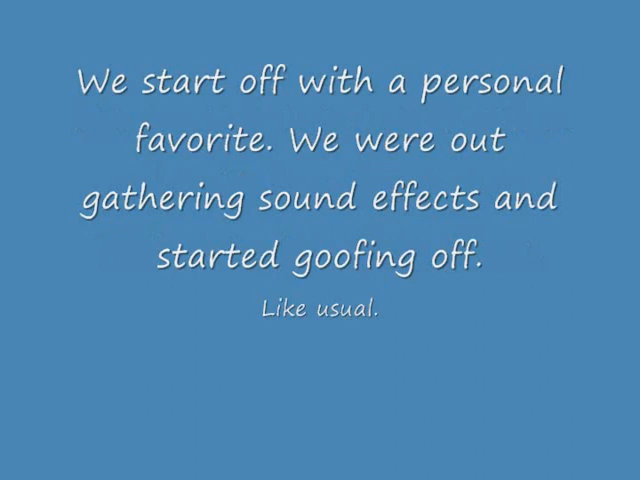 We start off with a personal
favorite. We were out
gathering sound effects and
started goofing off.
Like usual.